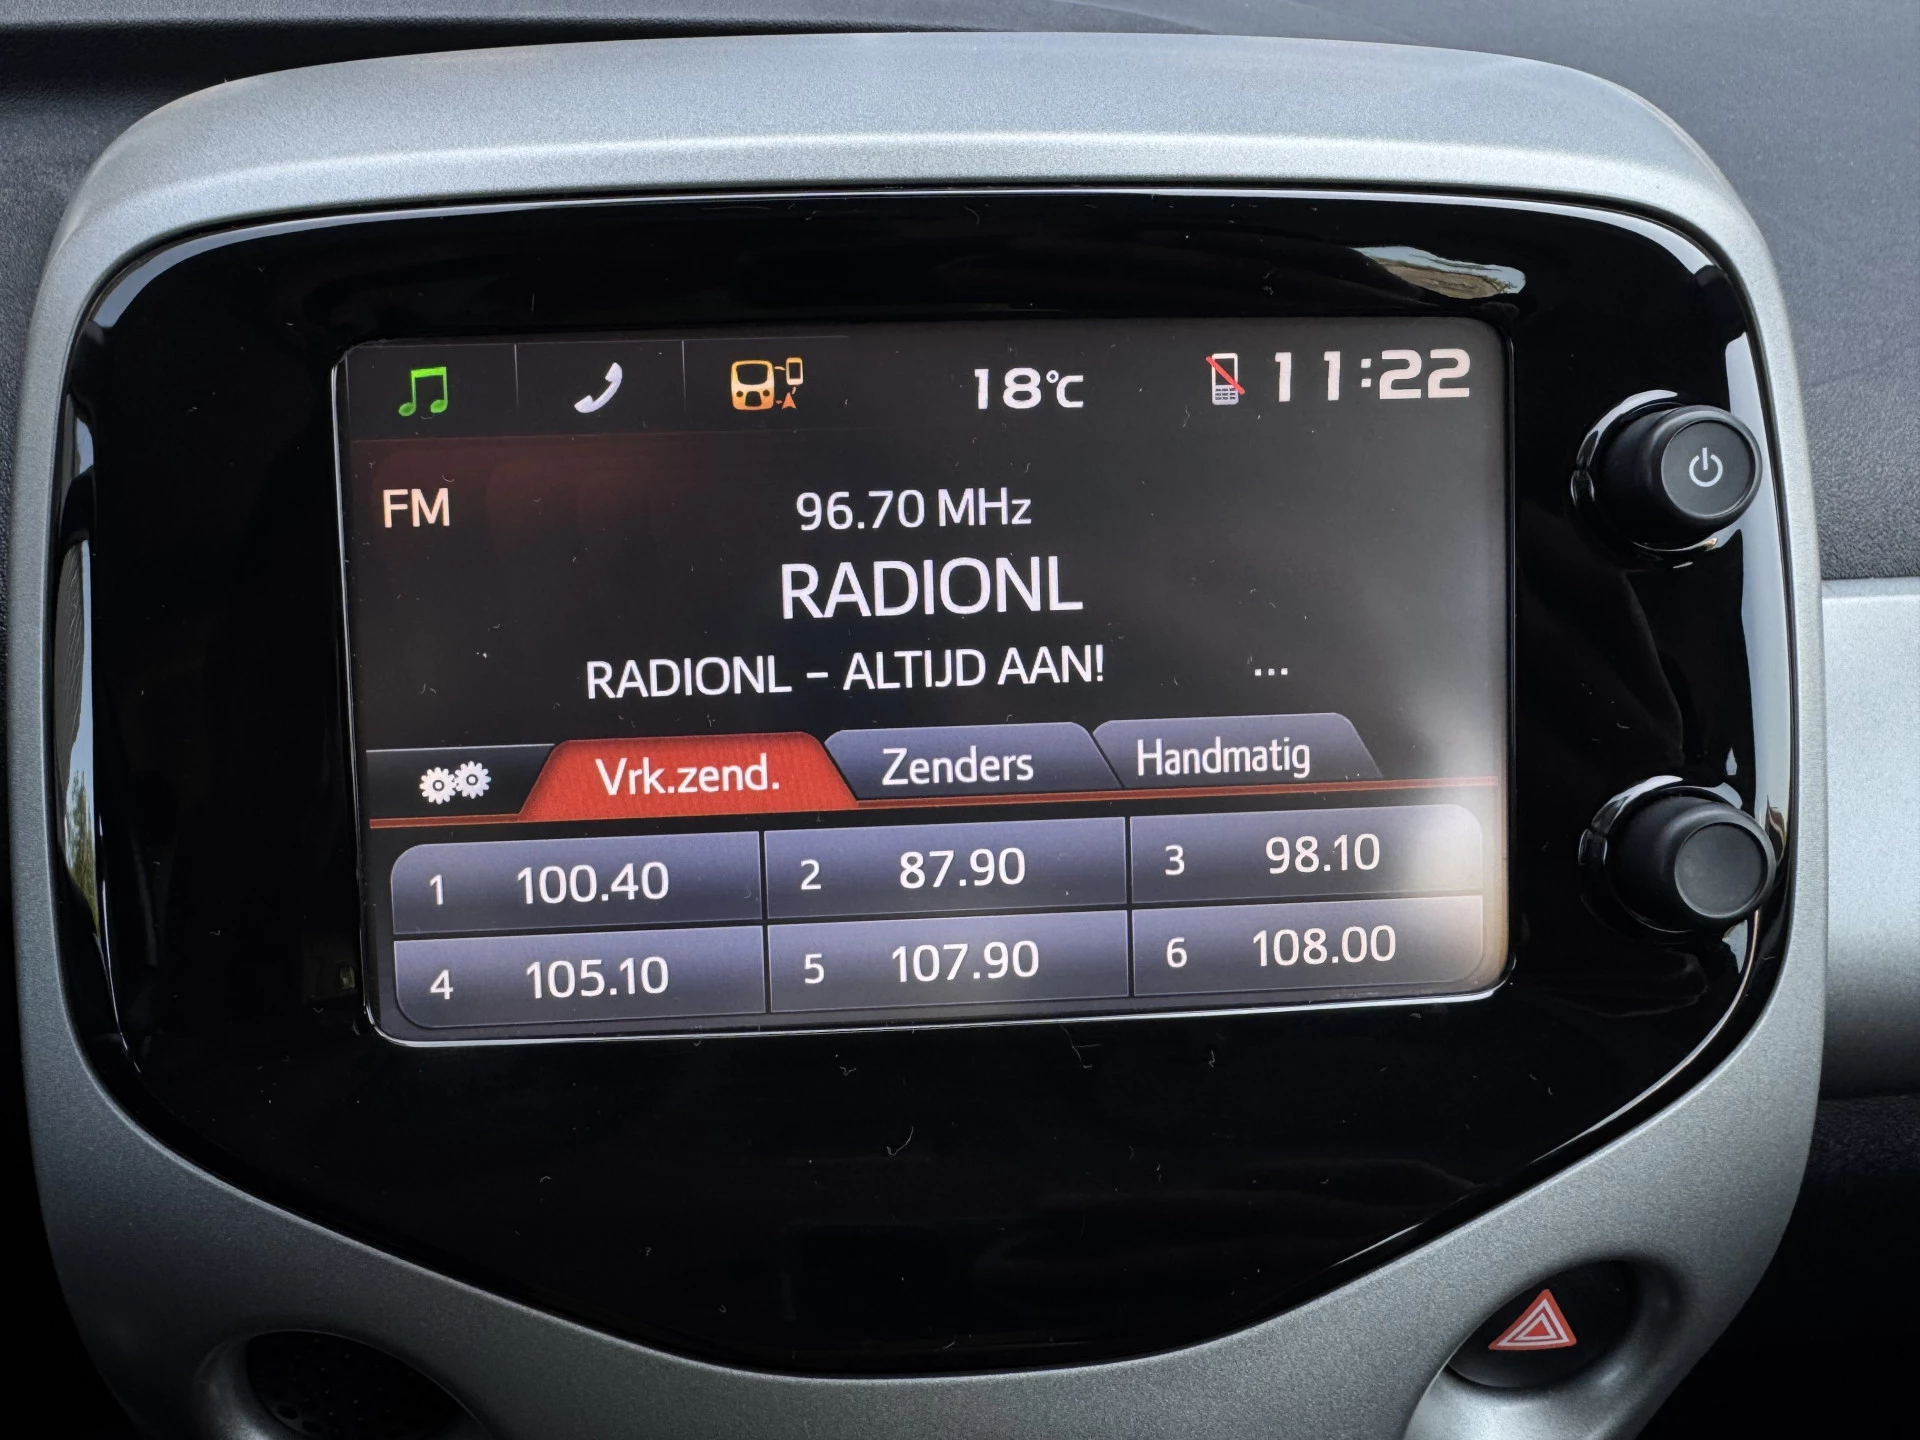 18°C 11:22
FM 96.70 MHz
RADIONL
RADIONL - ALTIJD AAN! ...
Vrk.zend. Zenders Handmatig
1 100.40 2 87.90 3 98.10
4 105.10 5 107.90 6 108.00